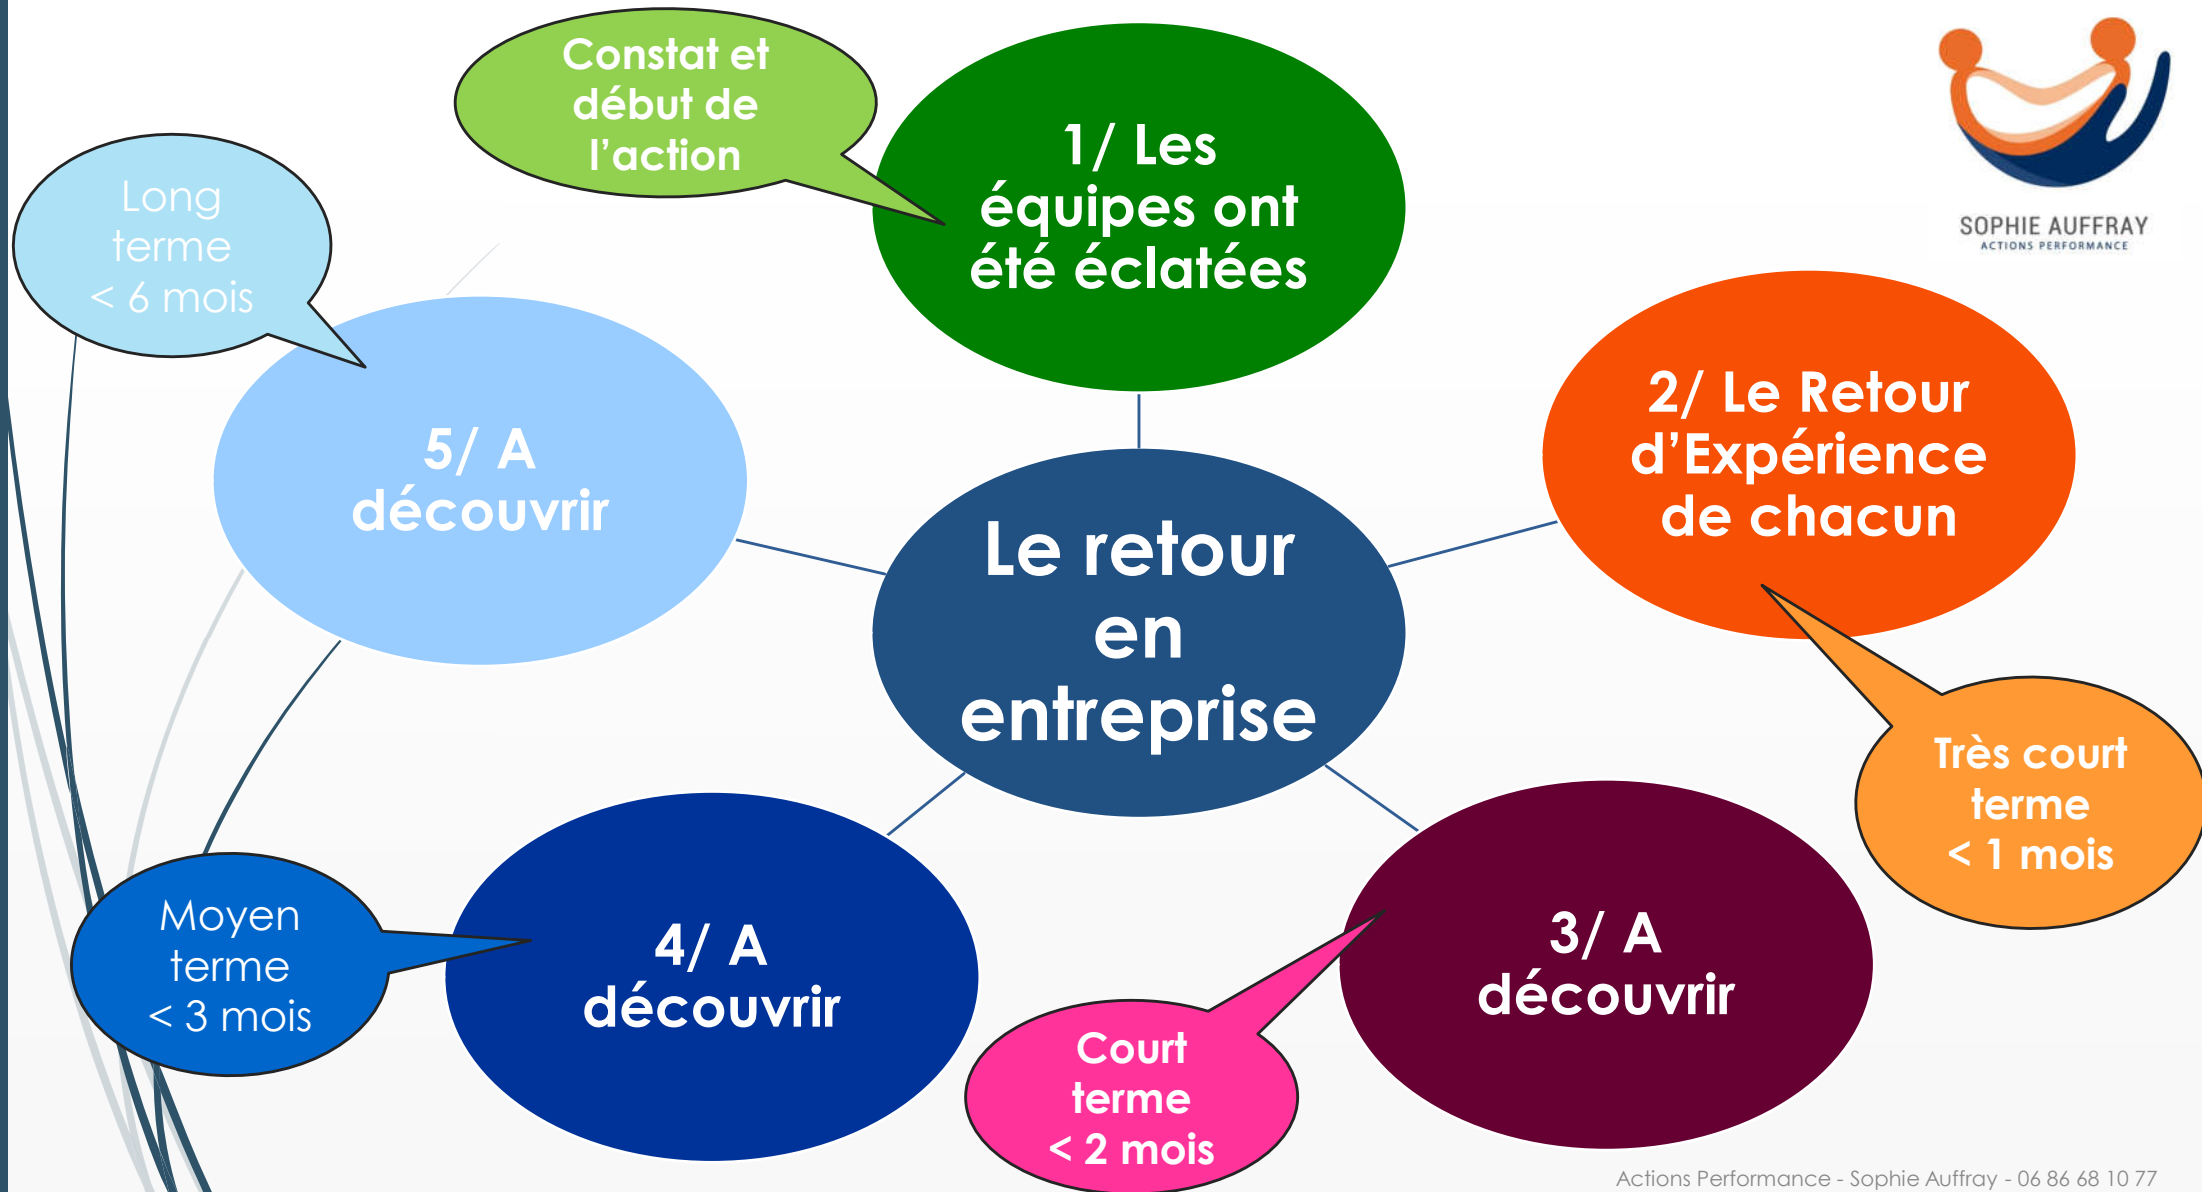 Constat et
début de
l’action
1/ Les
équipes ont
été éclatées
SOPHIE AUFFRAY
ACTIONS PERFORMANCE
Long
terme
< 6 mois
5/ A
découvrir
2/ Le Retour
d’Expérience
de chacun
Le retour
en
entreprise
Très court
terme
< 1 mois
Moyen
terme
< 3 mois
4/ A
découvrir
3/ A
découvrir
Court
terme
< 2 mois
Actions Performance - Sophie Auffray - 06 86 68 10 77